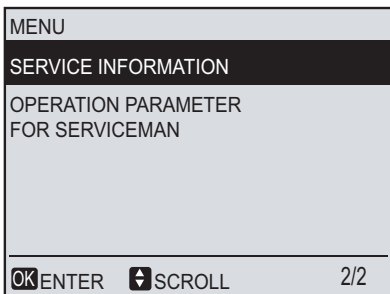 MENU
SERVICE INFORMATION
OPERATION PARAMETER
FOR SERVICEMAN
OK ENTER SCROLL 2/2